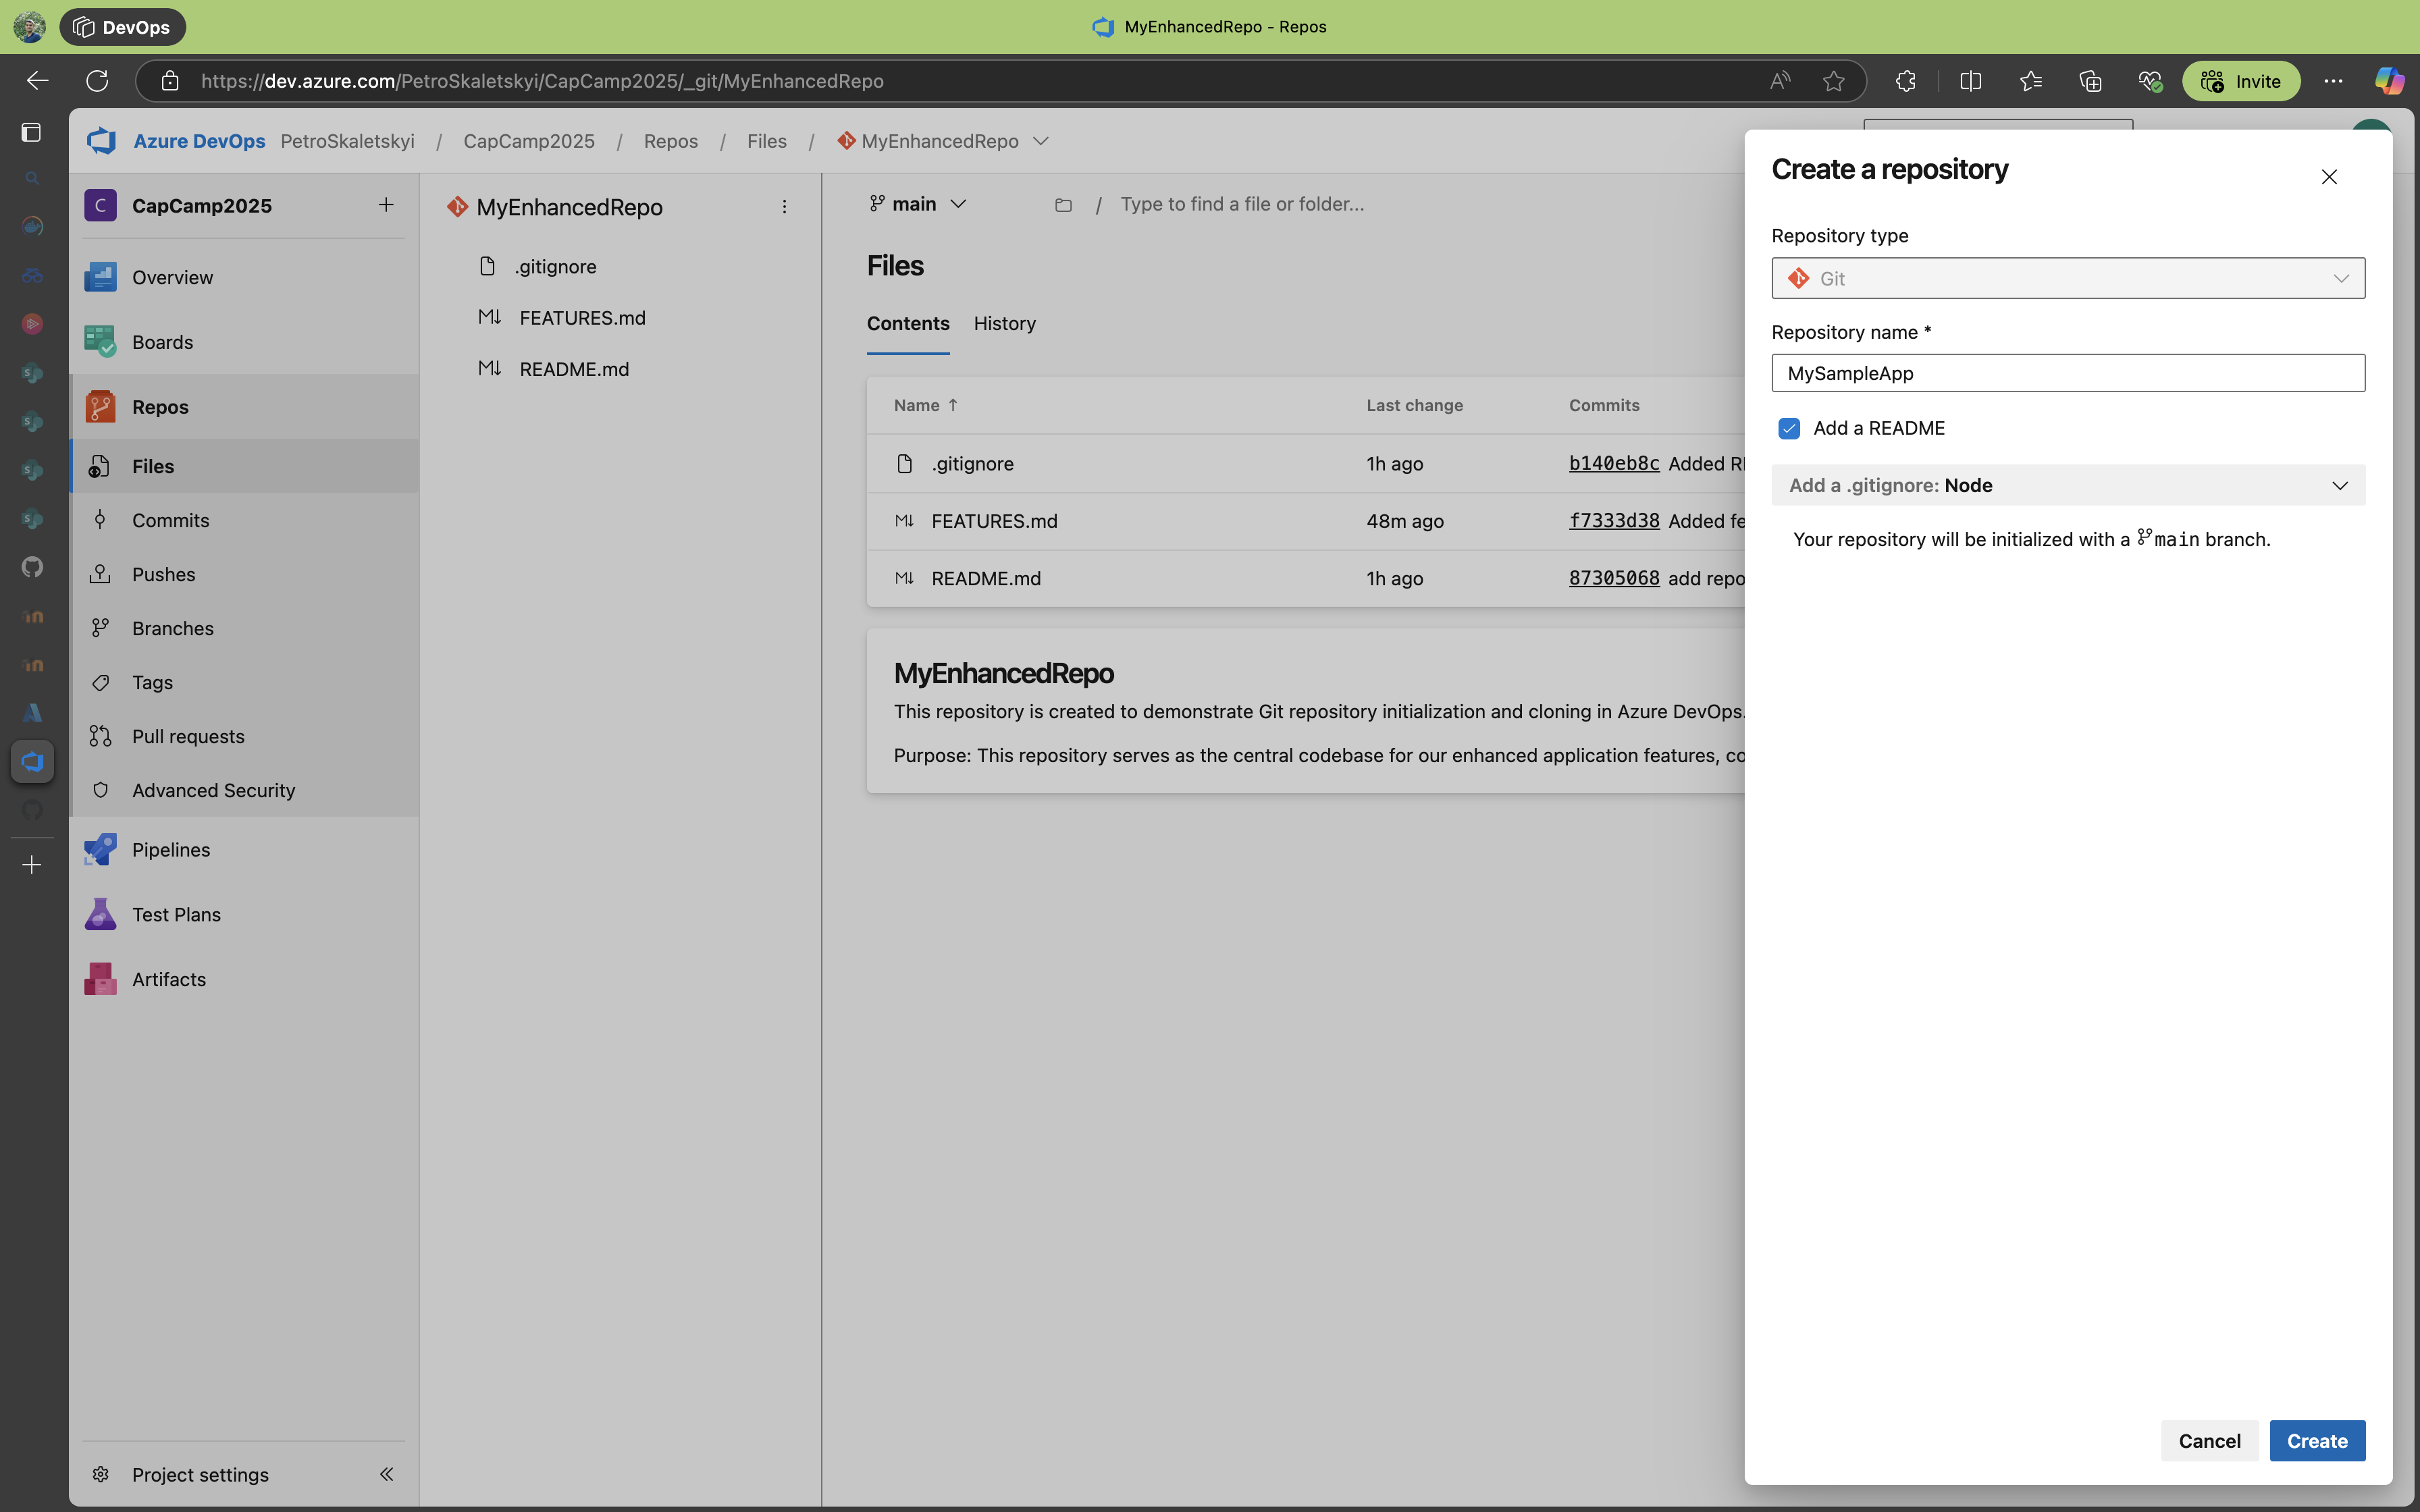 DevOps
MyEnhancedRepo - Repos
https://dev.azure.com/PetroSkaletskyi/CapCamp2025/_git/MyEnhancedRepo
Invite
Azure DevOps PetroSkaletskyi / CapCamp2025 / Repos / Files / MyEnhancedRepo
C CapCamp2025
Overview
Boards
Repos
Files
Commits
Pushes
Branches
Tags
Pull requests
Advanced Security
Pipelines
Test Plans
Artifacts
Project settings
MyEnhancedRepo
.gitignore
FEATURES.md
README.md
main
/ Type to find a file or folder...
Files
Contents History
Name Last change Commits
.gitignore 1h ago b140eb8c Added
FEATURES.md 48m ago f7333d38 Added
README.md 1h ago 87305068 add repo
MyEnhancedRepo
This repository is created to demonstrate Git repository initialization and cloning in Azure DevOps.
Purpose: This repository serves as the central codebase for our enhanced application features,
Create a repository
Repository type
Git
Repository name *
MySampleApp
Add a README
Add a .gitignore: Node
Your repository will be initialized with a main branch.
Cancel Create